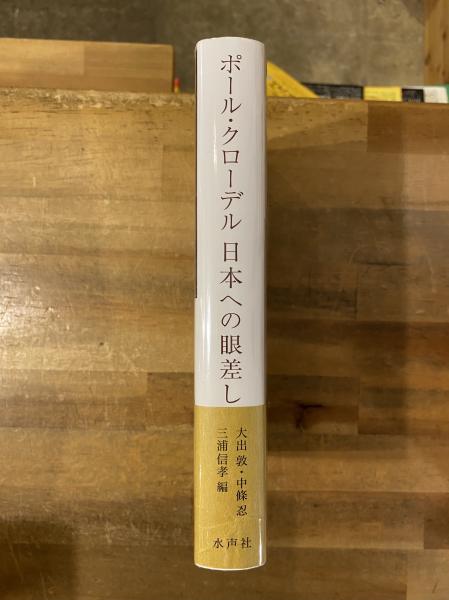 ポール・クローデル 日本への眼差し
大出 敦・中條 忍
三浦信孝 編
水声社